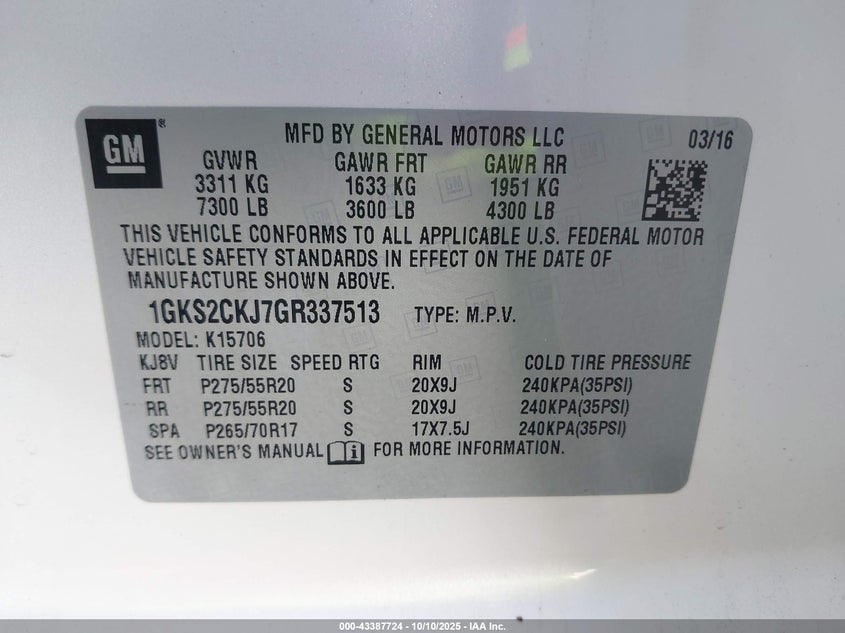 GM ®
MFD BY GENERAL MOTORS LLC 03/16
GVWR GAWR FRT GAWR RR
3311 KG 1633 KG 1951 KG
7300 LB 3600 LB 4300 LB
THIS VEHICLE CONFORMS TO ALL APPLICABLE U.S. FEDERAL MOTOR
VEHICLE SAFETY STANDARDS IN EFFECT ON THE DATE OF
MANUFACTURE SHOWN ABOVE.
1GKS2CKJ7GR337513 TYPE: M.P.V.
MODEL: K15706
KJ8V TIRE SIZE SPEED RTG RIM COLD TIRE PRESSURE
FRT P275/55R20 S 20X9J 240KPA(35PSI)
RR P275/55R20 S 20X9J 240KPA(35PSI)
SPA P265/70R17 S 17X7.5J 240KPA(35PSI)
SEE OWNER'S MANUAL i FOR MORE INFORMATION.
000-43387724 - 10/10/2025 - IAA Inc.